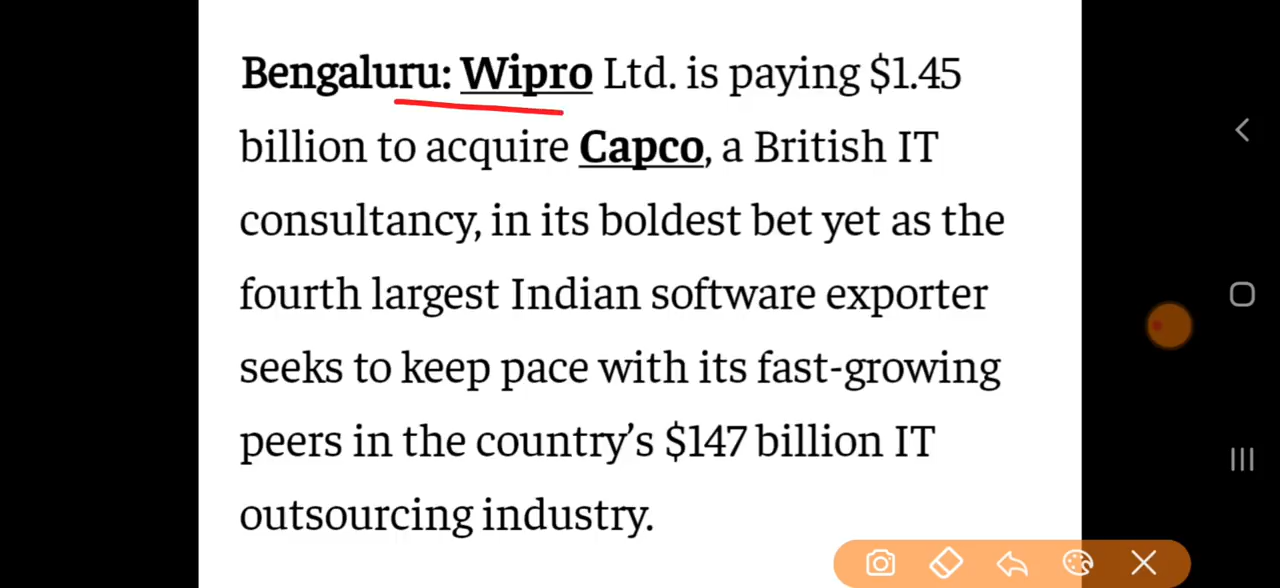 Bengaluru: Wipro Ltd. is paying $1.45
billion to acquire Capco, a British IT
consultancy, in its boldest bet yet as the
fourth largest Indian software exporter
seeks to keep pace with its fast-growing
peers in the country’s $147 billion IT
outsourcing industry.